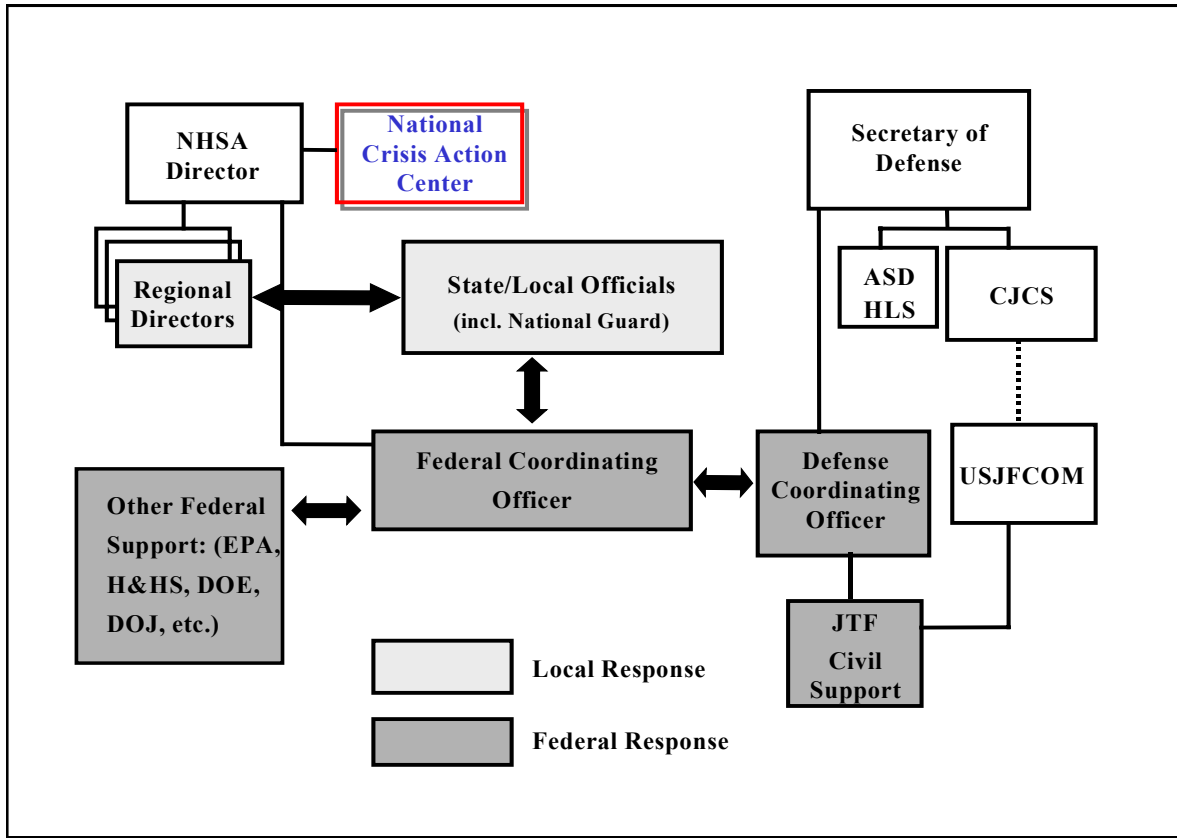 NHSA
Director
National
Crisis Action
Center
Secretary of
Defense
Regional
Directors
State/Local Officials
(incl. National Guard)
ASD
HLS
CJCS
Federal Coordinating
Officer
Defense
Coordinating
Officer
USJFCOM
Other Federal
Support: (EPA,
H&HS, DOE,
DOJ, etc.)
JTF
Civil
Support
Local Response
Federal Response